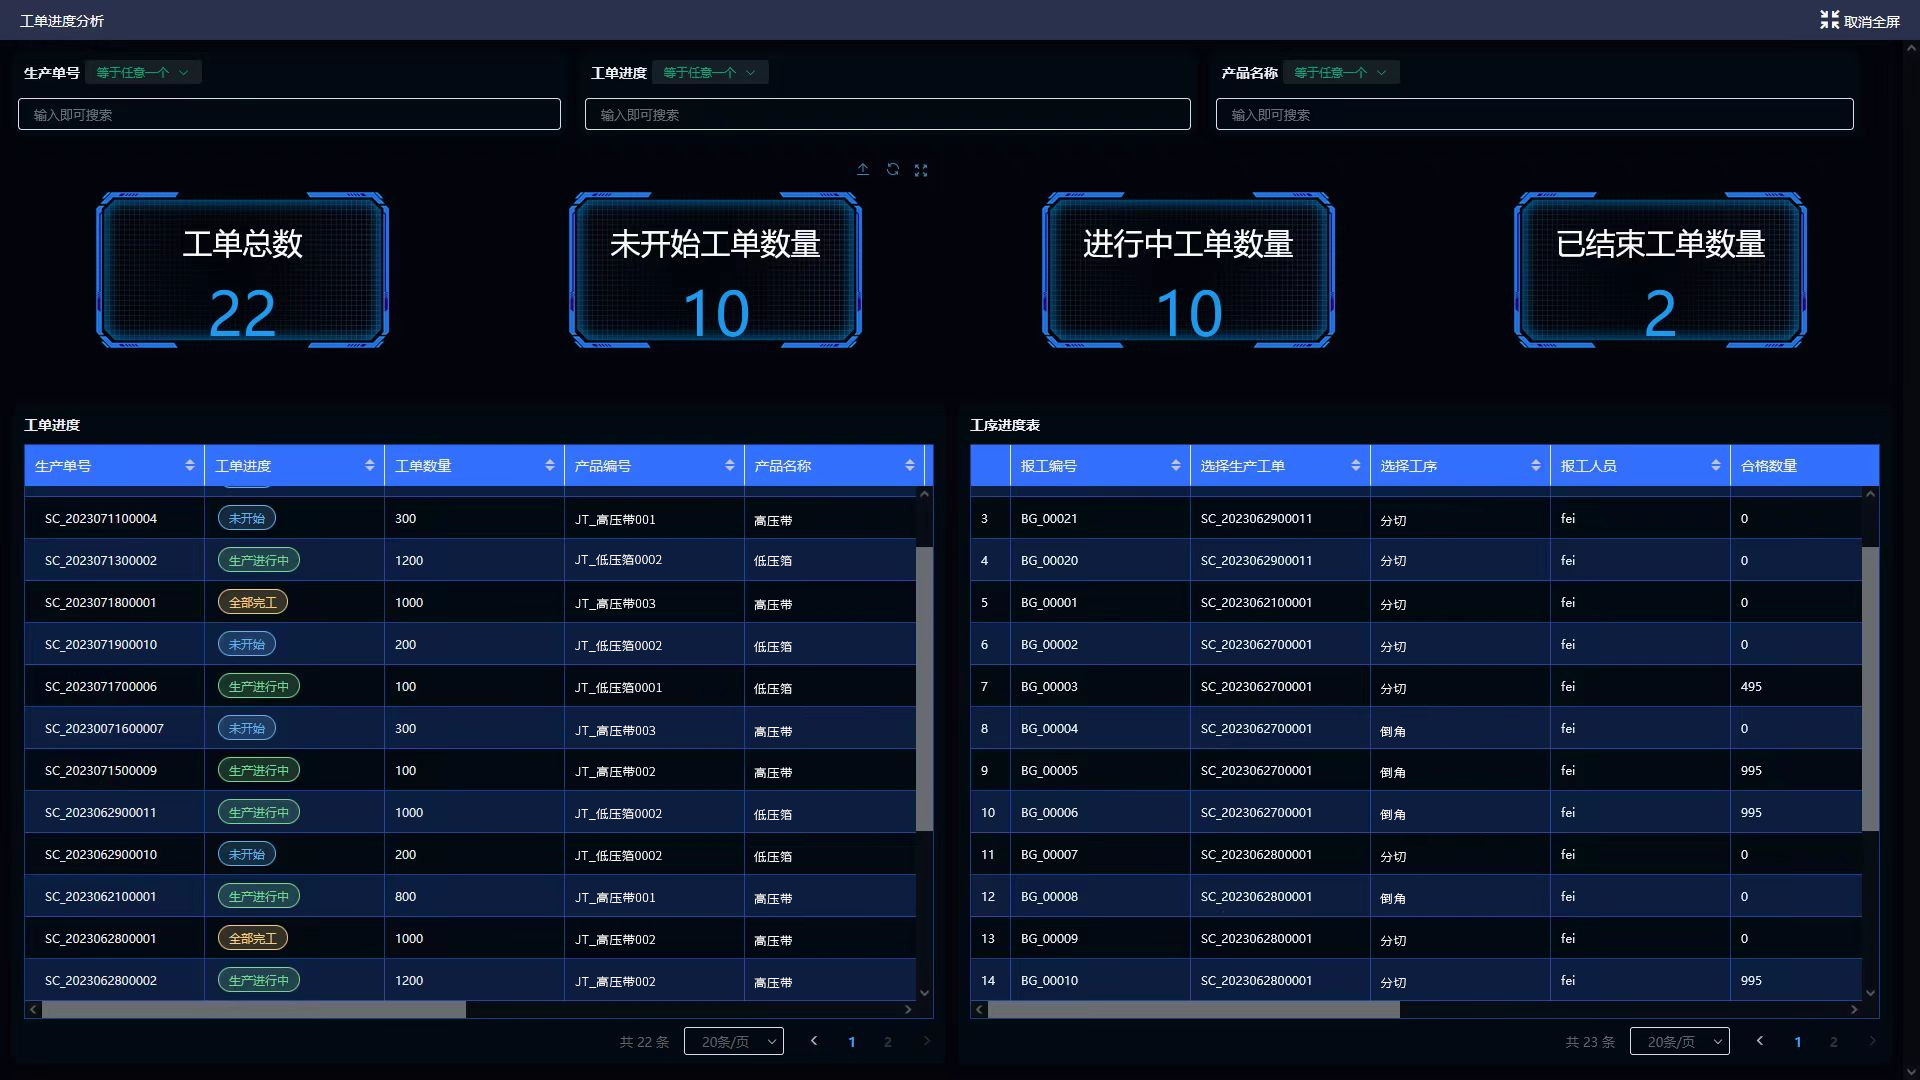 工单进度分析 取消全屏
生产单号 等于任意一个 工单进度 等于任意一个 产品名称 等于任意一个
输入即可搜索 输入即可搜索 输入即可搜索
工单总数 未开始工单数量 进行中工单数量 已结束工单数量
22 10 10 2
工单进度
生产单号 工单进度 工单数量 产品编号 产品名称
SC_2023071100004 未开始 300 JT_高压带001 高压带
SC_2023071300002 生产进行中 1200 JT_低压箔0002 低压箔
SC_2023071800001 全部完工 1000 JT_高压带003 高压带
SC_2023071900010 未开始 200 JT_低压箔0002 低压箔
SC_2023071700006 生产进行中 100 JT_低压箔0001 低压箔
SC_20230071600007 未开始 300 JT_高压带003 高压带
SC_2023071500009 生产进行中 100 JT_高压带002 高压带
SC_2023062900011 生产进行中 1000 JT_低压箔0002 低压箔
SC_2023062900010 未开始 200 JT_低压箔0002 低压箔
SC_2023062100001 生产进行中 800 JT_高压带001 高压带
SC_2023062800001 全部完工 1000 JT_高压带002 高压带
SC_2023062800002 生产进行中 1200 JT_高压带002 高压带
共 22 条 20条/页 1 2
工序进度表
报工编号 选择生产工单 选择工序 报工人员 合格数量
3 BG_00021 SC_2023062900011 分切 fei 0
4 BG_00020 SC_2023062900011 分切 fei 0
5 BG_00001 SC_2023062100001 分切 fei 0
6 BG_00002 SC_2023062700001 分切 fei 0
7 BG_00003 SC_2023062700001 分切 fei 495
8 BG_00004 SC_2023062700001 倒角 fei 0
9 BG_00005 SC_2023062700001 倒角 fei 995
10 BG_00006 SC_2023062700001 倒角 fei 995
11 BG_00007 SC_2023062800001 分切 fei 0
12 BG_00008 SC_2023062800001 倒角 fei 0
13 BG_00009 SC_2023062800001 分切 fei 0
14 BG_00010 SC_2023062800001 分切 fei 995
共 23 条 20条/页 1 2